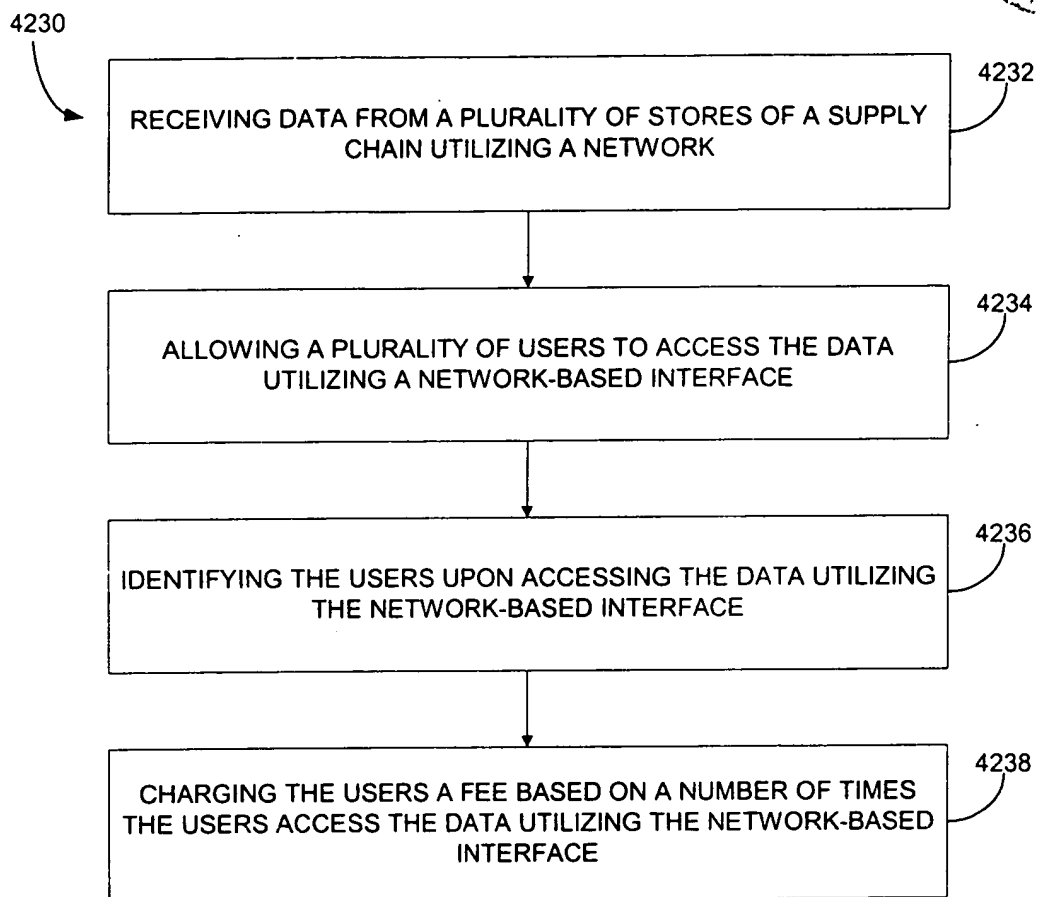 4230
4232
RECEIVING DATA FROM A PLURALITY OF STORES OF A SUPPLY
CHAIN UTILIZING A NETWORK
4234
ALLOWING A PLURALITY OF USERS TO ACCESS THE DATA
UTILIZING A NETWORK-BASED INTERFACE
4236
IDENTIFYING THE USERS UPON ACCESSING THE DATA UTILIZING
THE NETWORK-BASED INTERFACE
4238
CHARGING THE USERS A FEE BASED ON A NUMBER OF TIMES
THE USERS ACCESS THE DATA UTILIZING THE NETWORK-BASED
INTERFACE